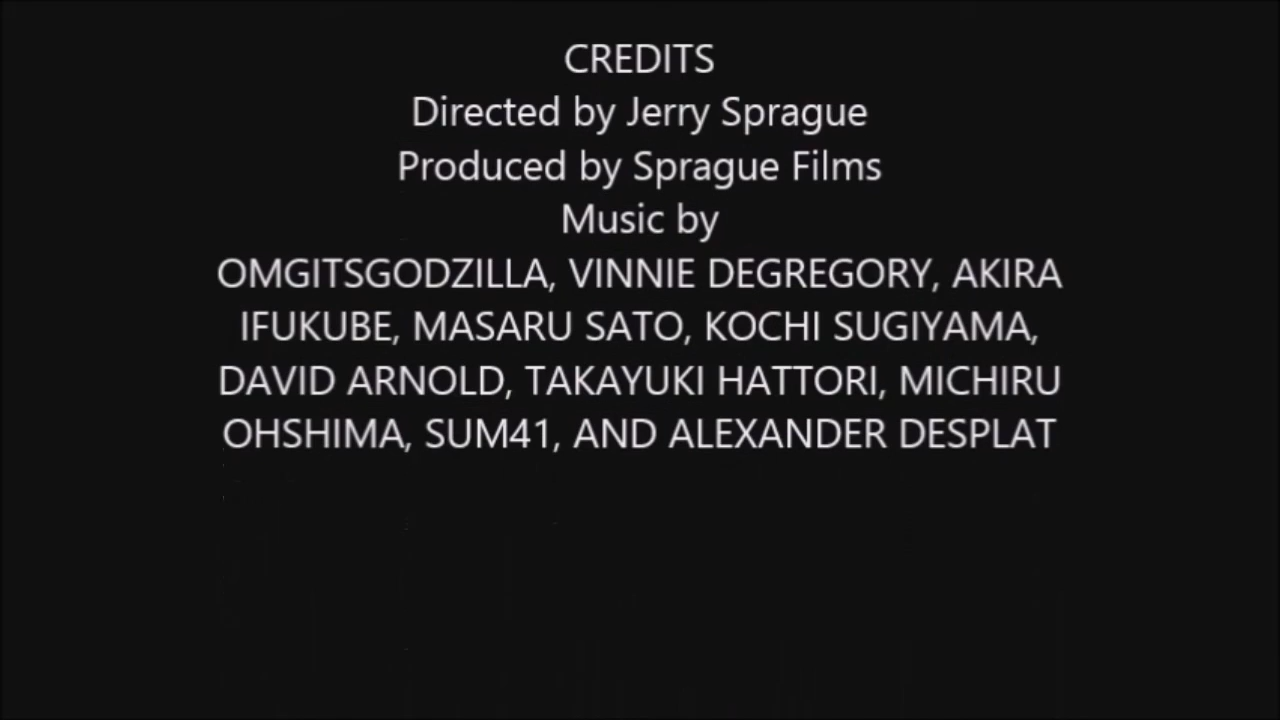 CREDITS
Directed by Jerry Sprague
Produced by Sprague Films
Music by
OMGITSGODZILLA, VINNIE DEGREGORY, AKIRA
IFUKUBE, MASARU SATO, KOCHI SUGIYAMA,
DAVID ARNOLD, TAKAYUKI HATTORI, MICHIRU
OHSHIMA, SUM41, AND ALEXANDER DESPLAT